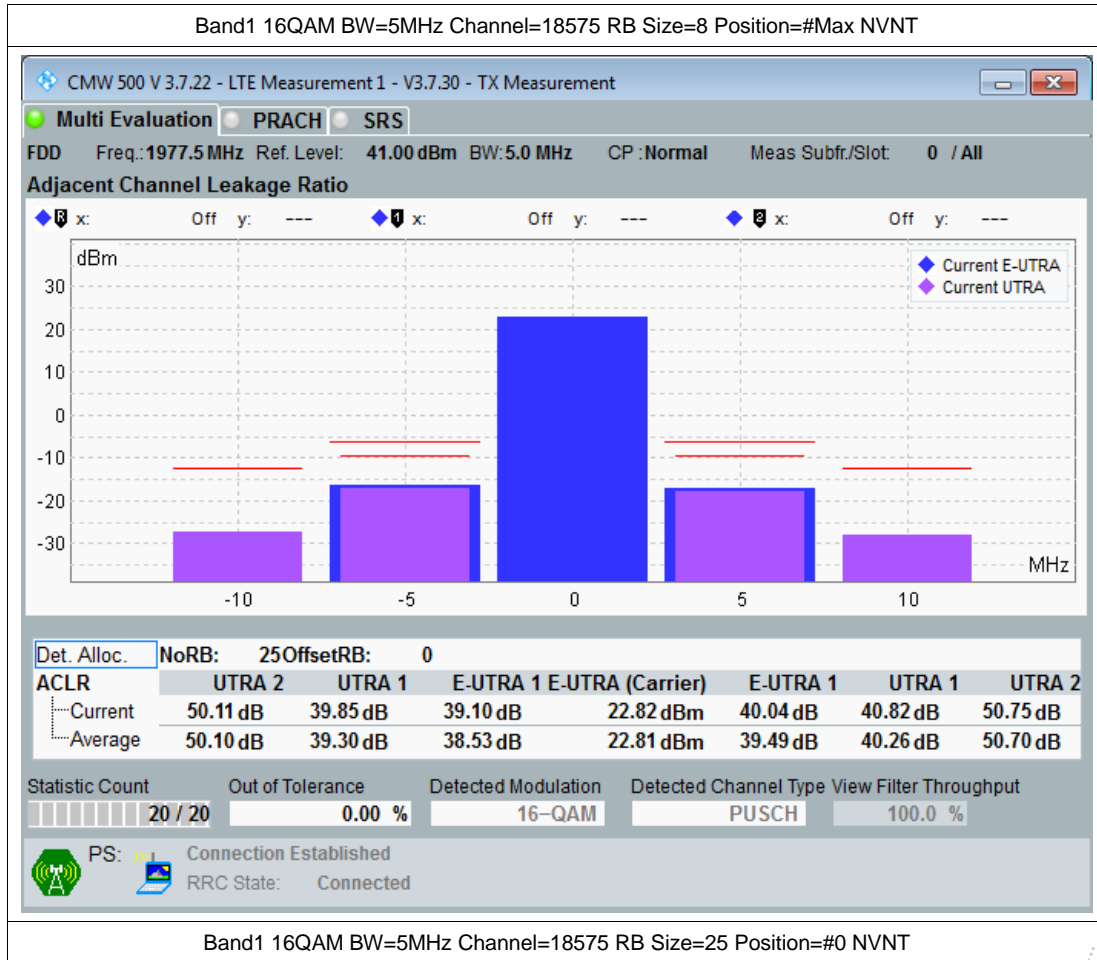 Band1 16QAM BW=5MHz Channel=18575 RB Size=8 Position=#Max NVNT
CMW 500 V 3.7.22 - LTE Measurement 1 - V3.7.30 - TX Measurement
Multi Evaluation PRACH SRS
FDD Freq.:1977.5 MHz Ref. Level: 41.00 dBm BW:5.0 MHz CP :Normal Meas Subfr./Slot: 0 / All
Adjacent Channel Leakage Ratio
R x: Off y: --- 1 x: Off y: --- 2 x: Off y: ---
dBm
Current E-UTRA
Current UTRA
30
20
10
0
-10
-20
-30
MHz
-10 -5 0 5 10
Det. Alloc. NoRB: 25 OffsetRB: 0
ACLR UTRA 2 UTRA 1 E-UTRA 1 E-UTRA (Carrier) E-UTRA 1 UTRA 1 UTRA 2
Current 50.11 dB 39.85 dB 39.10 dB 22.82 dBm 40.04 dB 40.82 dB 50.75 dB
Average 50.10 dB 39.30 dB 38.53 dB 22.81 dBm 39.49 dB 40.26 dB 50.70 dB
Statistic Count Out of Tolerance Detected Modulation Detected Channel Type View Filter Throughput
20 / 20 0.00 % 16-QAM PUSCH 100.0 %
PS: Connection Established
RRC State: Connected
Band1 16QAM BW=5MHz Channel=18575 RB Size=25 Position=#0 NVNT